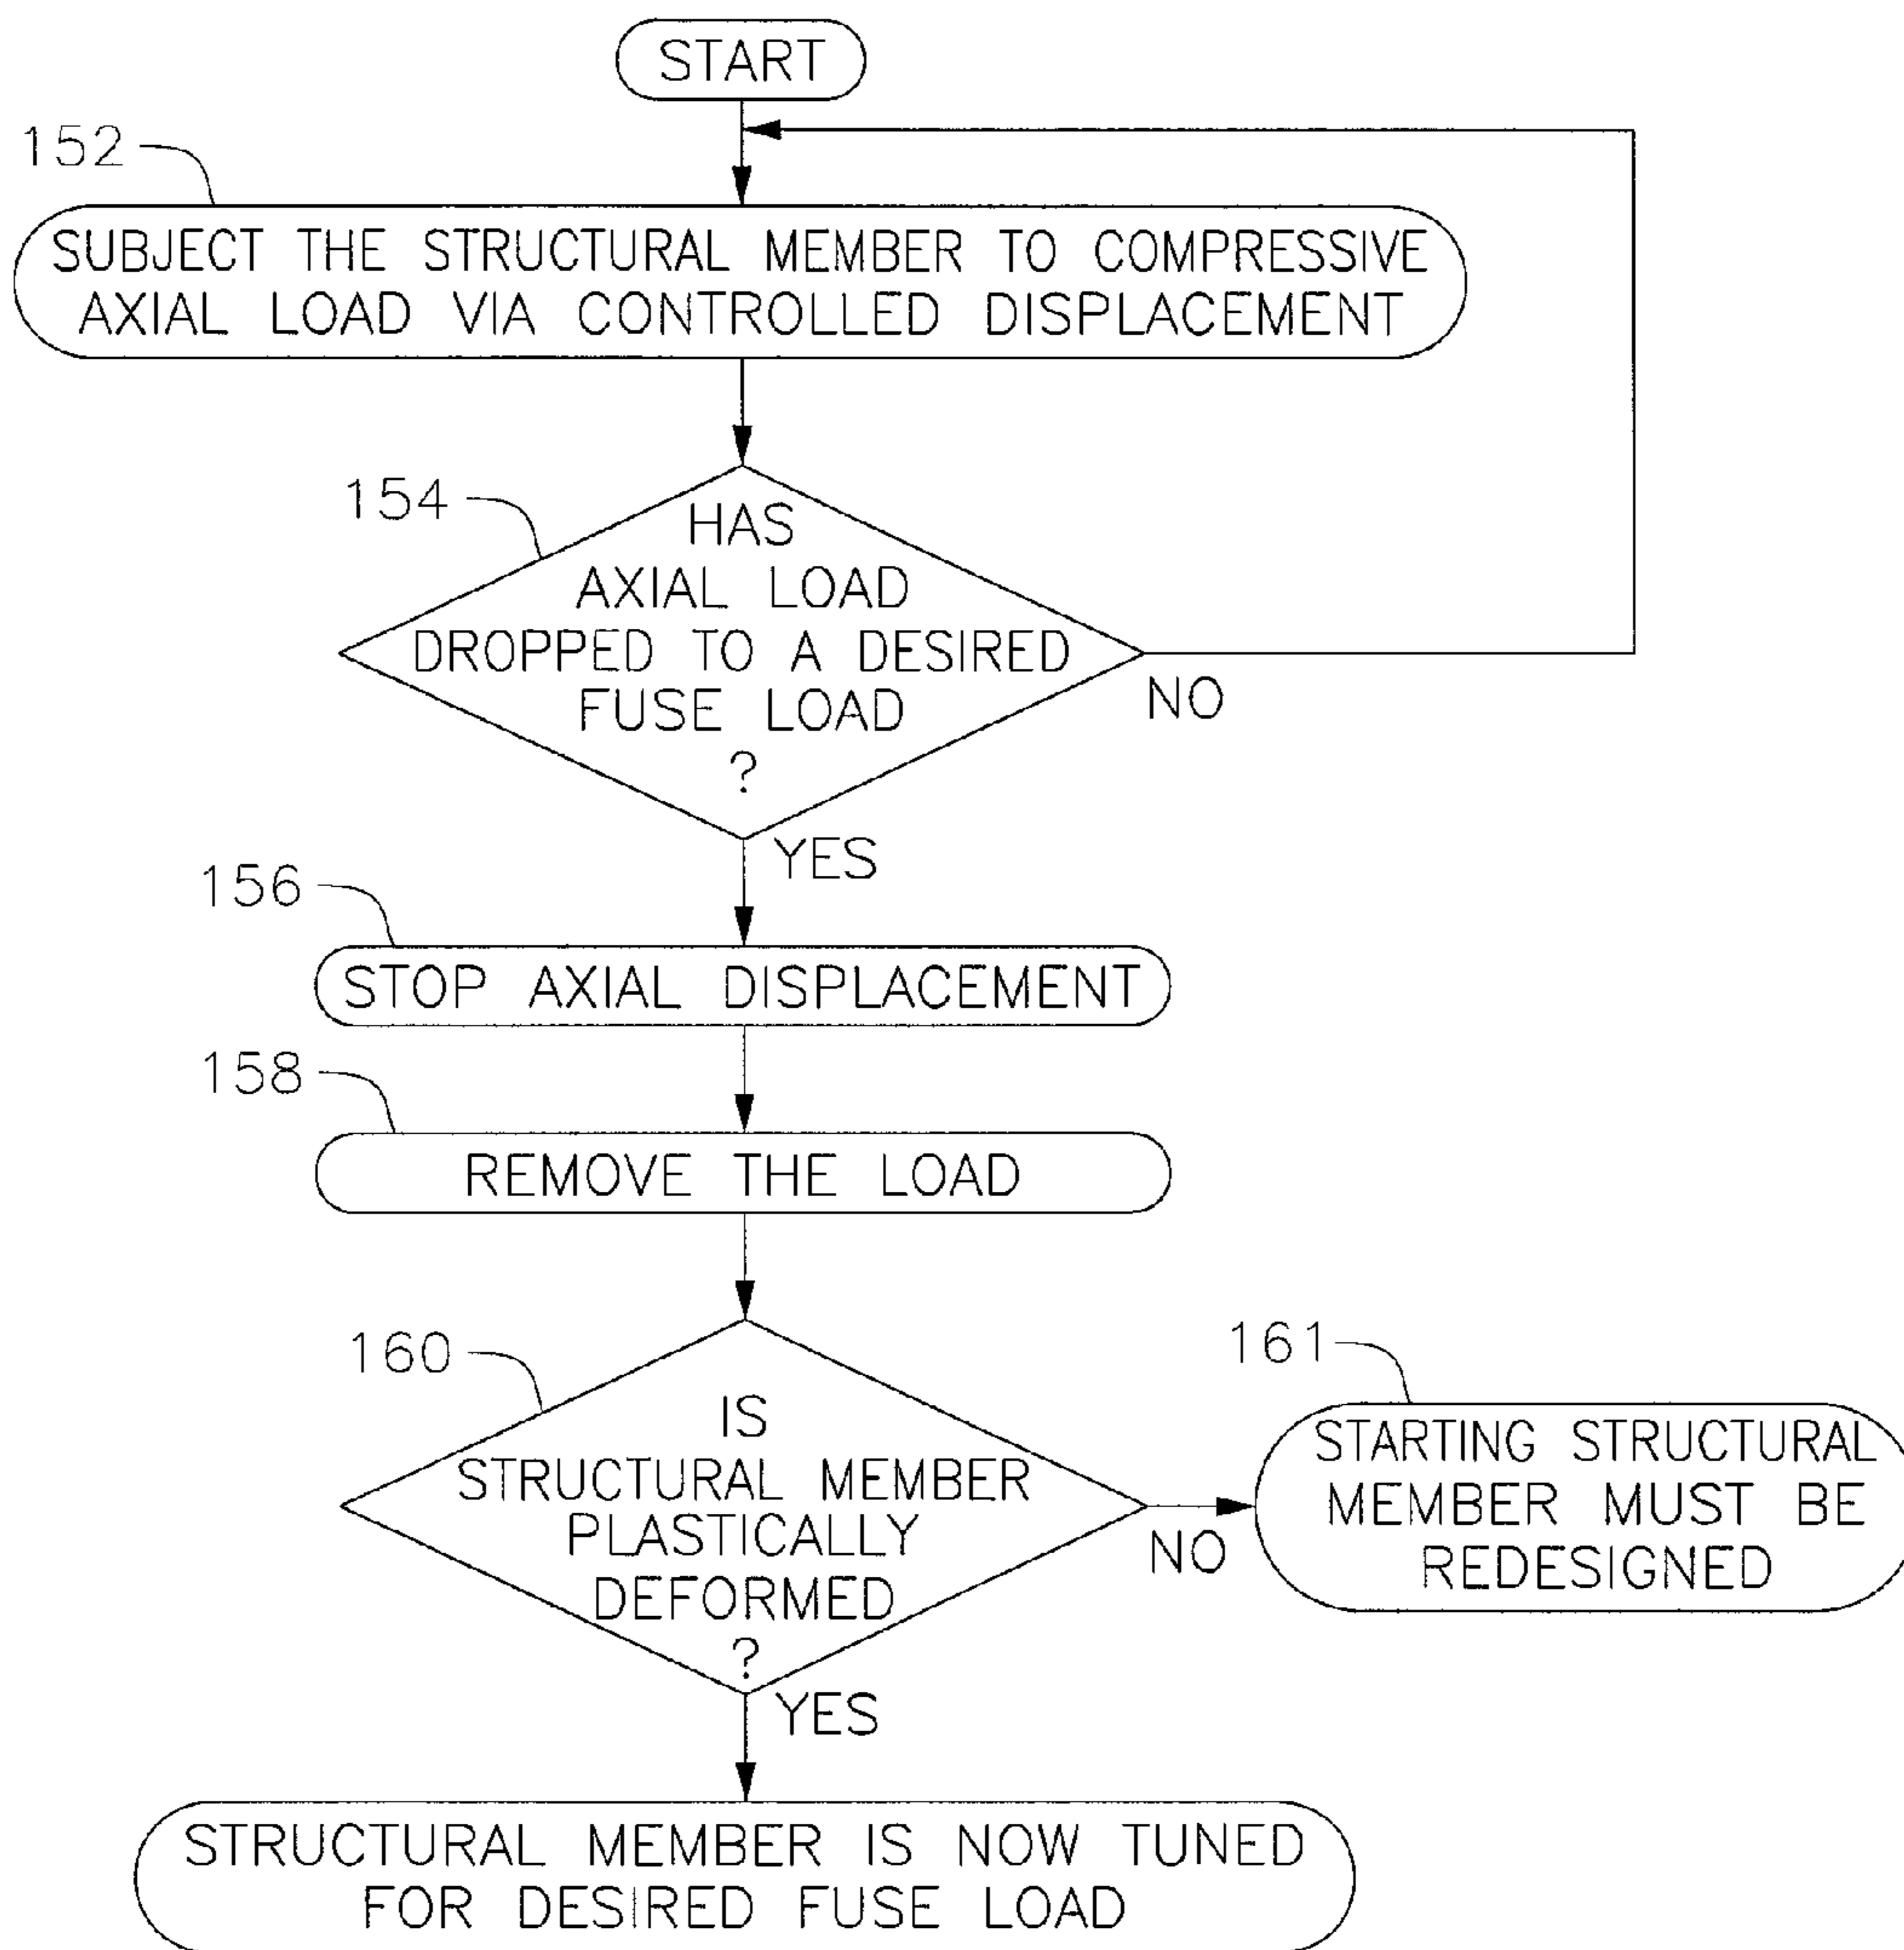 START
152
SUBJECT THE STRUCTURAL MEMBER TO COMPRESSIVE
AXIAL LOAD VIA CONTROLLED DISPLACEMENT
154
HAS
AXIAL LOAD
DROPPED TO A DESIRED
FUSE LOAD
?
NO
YES
156
STOP AXIAL DISPLACEMENT
158
REMOVE THE LOAD
160
IS
STRUCTURAL MEMBER
PLASTICALLY
DEFORMED
?
NO
161
STARTING STRUCTURAL
MEMBER MUST BE
REDESIGNED
YES
STRUCTURAL MEMBER IS NOW TUNED
FOR DESIRED FUSE LOAD